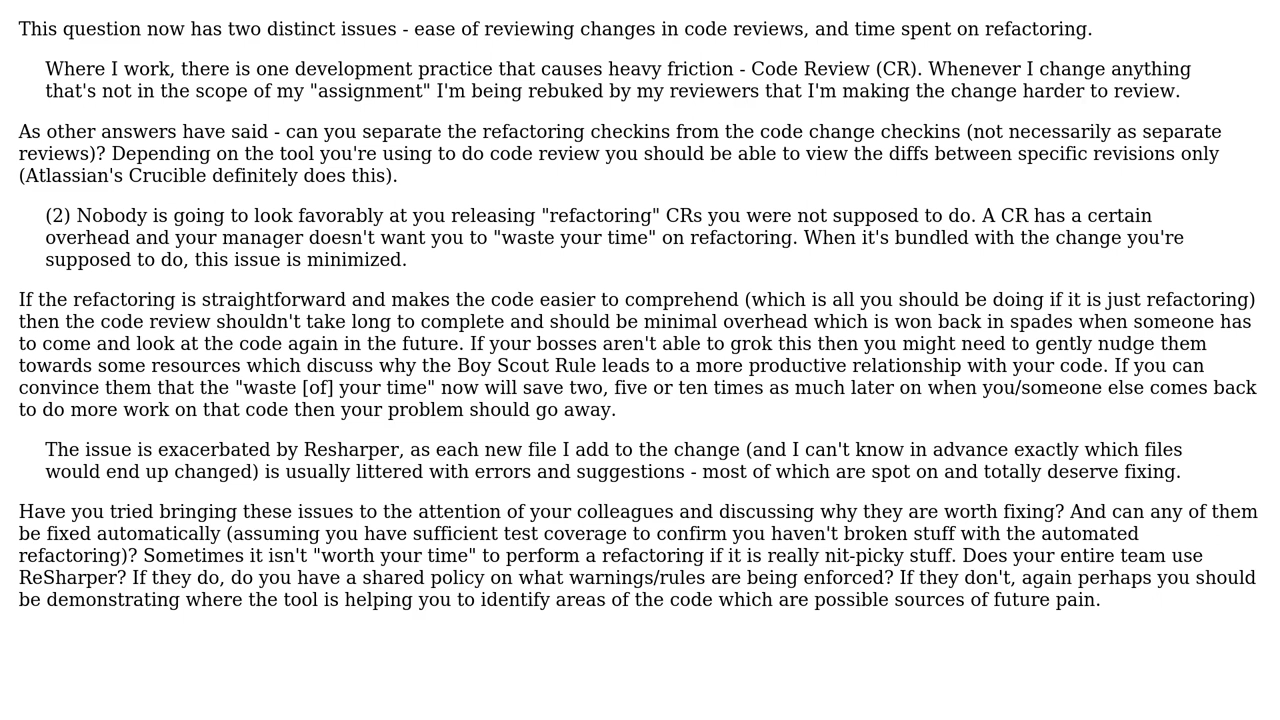 This question now has two distinct issues - ease of reviewing changes in code reviews, and time spent on refactoring.
Where I work, there is one development practice that causes heavy friction - Code Review (CR). Whenever I change anything
that's not in the scope of my "assignment" I'm being rebuked by my reviewers that I'm making the change harder to review.
As other answers have said - can you separate the refactoring checkins from the code change checkins (not necessarily as separate
reviews)? Depending on the tool you're using to do code review you should be able to view the diffs between specific revisions only
(Atlassian's Crucible definitely does this).
(2) Nobody is going to look favorably at you releasing "refactoring" CRs you were not supposed to do. A CR has a certain
overhead and your manager doesn't want you to "waste your time" on refactoring. When it's bundled with the change you're
supposed to do, this issue is minimized.
If the refactoring is straightforward and makes the code easier to comprehend (which is all you should be doing if it is just refactoring)
then the code review shouldn't take long to complete and should be minimal overhead which is won back in spades when someone has
to come and look at the code again in the future. If your bosses aren't able to grok this then you might need to gently nudge them
towards some resources which discuss why the Boy Scout Rule leads to a more productive relationship with your code. If you can
convince them that the "waste [of] your time" now will save two, five or ten times as much later on when you/someone else comes back
to do more work on that code then your problem should go away.
The issue is exacerbated by Resharper, as each new file I add to the change (and I can't know in advance exactly which files
would end up changed) is usually littered with errors and suggestions - most of which are spot on and totally deserve fixing.
Have you tried bringing these issues to the attention of your colleagues and discussing why they are worth fixing? And can any of them
be fixed automatically (assuming you have sufficient test coverage to confirm you haven't broken stuff with the automated
refactoring)? Sometimes it isn't "worth your time" to perform a refactoring if it is really nit-picky stuff. Does your entire team use
ReSharper? If they do, do you have a shared policy on what warnings/rules are being enforced? If they don't, again perhaps you should
be demonstrating where the tool is helping you to identify areas of the code which are possible sources of future pain.